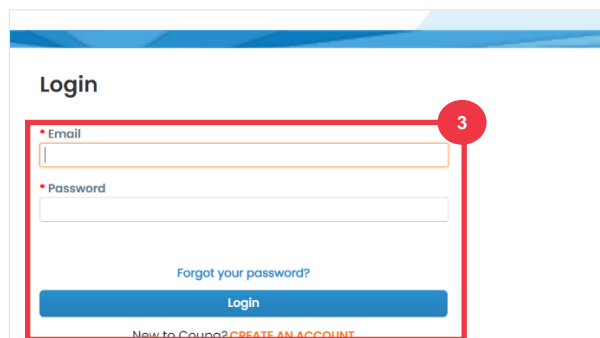 Login
3
* Email
* Password
Forgot your password?
Login
New to Coupa? CREATE AN ACCOUNT